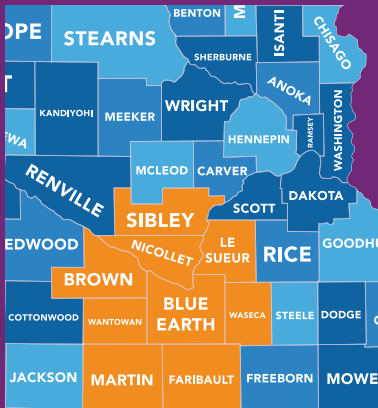 BENTON
M
ISANTI
CHISAGO
OPE
STEARNS
SHERBURNE
T
KANDIYOHI
MEEKER
WRIGHT
ANOKA
HENNEPIN
RAMSEY
WASHINGTON
EWA
RENVILLE
MCLEOD
CARVER
SCOTT
DAKOTA
EDWOOD
SIBLEY
NICOLLET
LE
SUEUR
RICE
GOODHU
BROWN
COTTONWOOD
WANTOWAN
BLUE
EARTH
WASECA
STEELE
DODGE
JACKSON
MARTIN
FARIBAULT
FREEBORN
MOWE